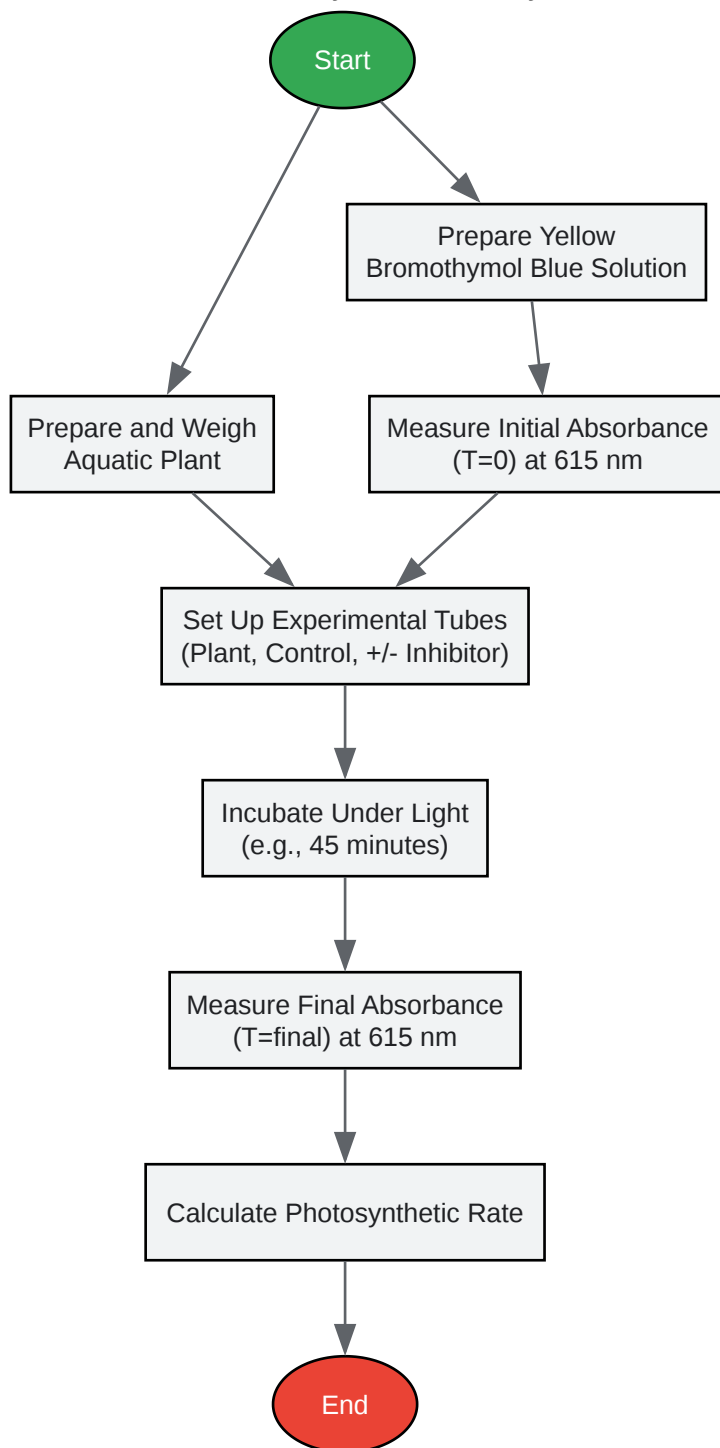 Start
Prepare Yellow
Bromothymol Blue Solution
Prepare and Weigh
Aquatic Plant
Measure Initial Absorbance
(T=0) at 615 nm
Set Up Experimental Tubes
(Plant, Control, +/- Inhibitor)
Incubate Under Light
(e.g., 45 minutes)
Measure Final Absorbance
(T=final) at 615 nm
Calculate Photosynthetic Rate
End